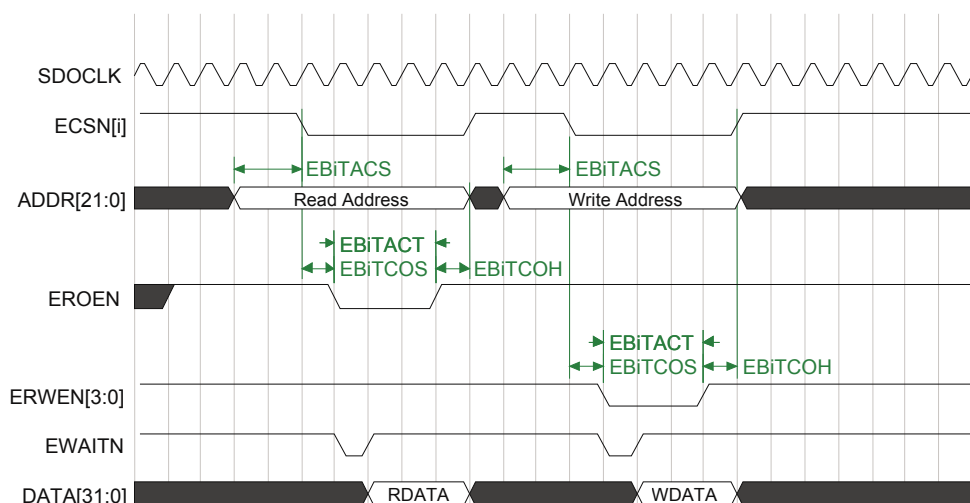 SDOCLK
ECSN[i]
EBiTACS EBiTACS
ADDR[21:0] Read Address Write Address
EBiTACT
EBiTCOS EBiTCOH
EROEN
EBiTACT
EBiTCOS EBiTCOH
ERWEN[3:0]
EWAITN
DATA[31:0] RDATA WDATA